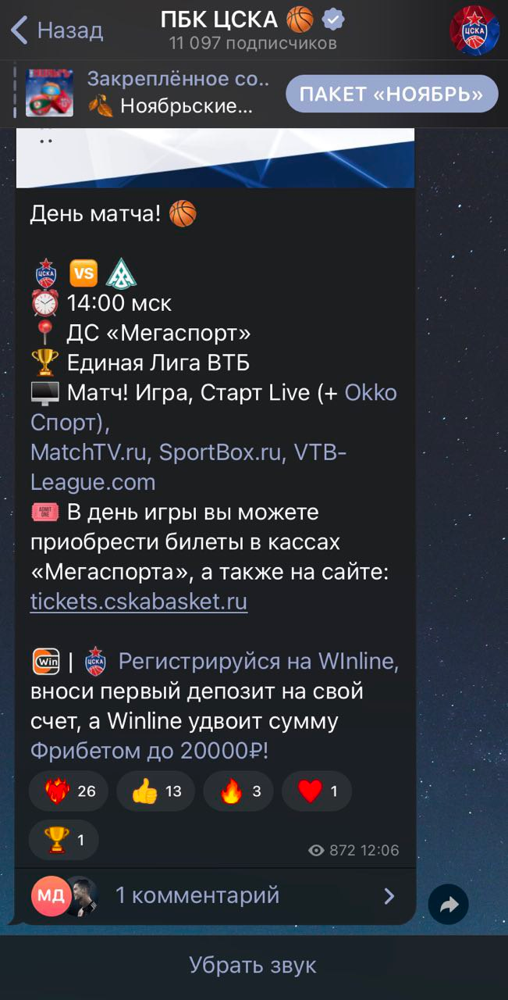 Назад
ПБК ЦСКА
11 097 подписчиков
ЦСКА
Закреплённое со..
Ноябрьские...
ПАКЕТ «НОЯБРЬ»
День матча!
ЦСКА VS
14:00 мск
ДС «Мегаспорт»
Единая Лига ВТБ
Матч! Игра, Старт Live (+ Okko
Спорт),
MatchTV.ru, SportBox.ru, VTB-
League.com
ADMIT ONE В день игры вы можете
приобрести билеты в кассах
«Мегаспорта», а также на сайте:
tickets.cskabasket.ru
Win | ЦСКА Регистрируйся на WInline,
вноси первый депозит на свой
счет, а Winline удвоит сумму
Фрибетом до 20000₽!
26 13 3 1
1
872 12:06
МД 1 комментарий
Убрать звук